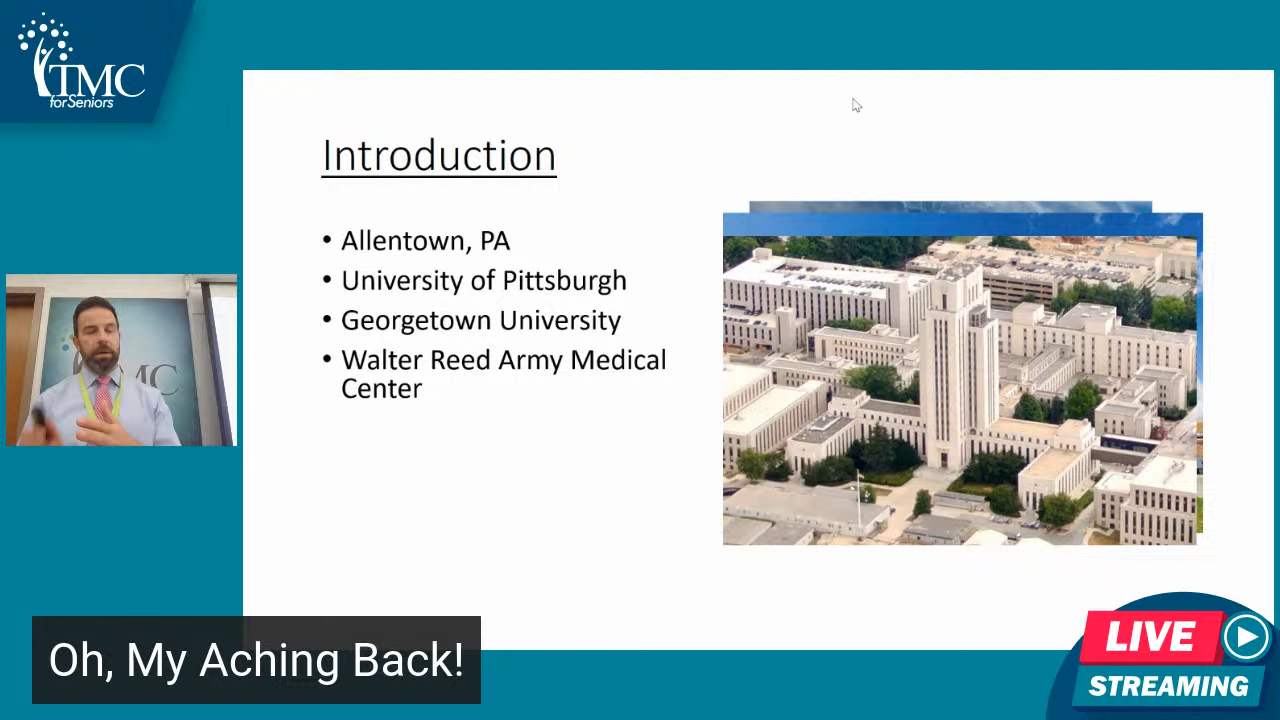 TMC
for Seniors
Introduction
• Allentown, PA
• University of Pittsburgh
• Georgetown University
• Walter Reed Army Medical
Center
MC
Oh, My Aching Back!
LIVE
STREAMING